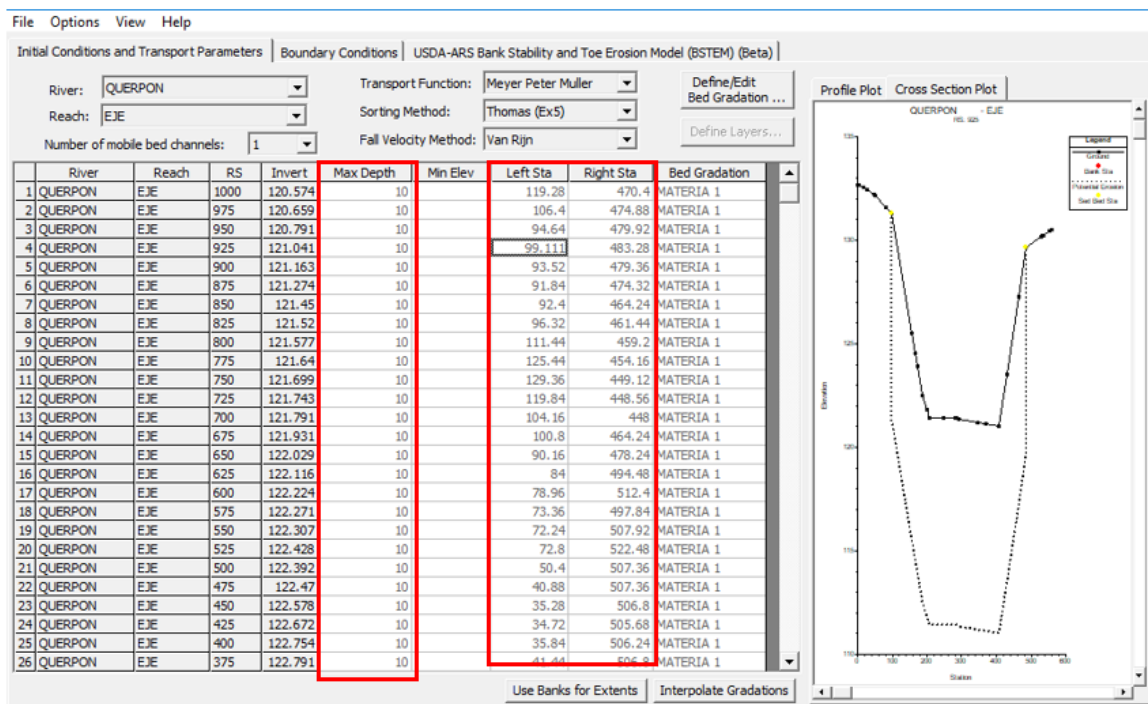 File Options View Help
Initial Conditions and Transport Parameters Boundary Conditions USDA-ARS Bank Stability and Toe Erosion Model (BSTEM) (Beta)
River: QUERPON Transport Function: Meyer Peter Muller Define/Edit Bed Gradation ...
Reach: EJE Sorting Method: Thomas (Ex5) Define Layers...
Number of mobile bed channels: 1 Fall Velocity Method: Van Rijn
River Reach RS Invert Max Depth Min Elev Left Sta Right Sta Bed Gradation
1 QUERPON EJE 1000 120.574 10 119.28 470.4 MATERIA 1
2 QUERPON EJE 975 120.659 10 106.4 474.88 MATERIA 1
3 QUERPON EJE 950 120.791 10 94.64 479.92 MATERIA 1
4 QUERPON EJE 925 121.041 10 99.111 483.28 MATERIA 1
5 QUERPON EJE 900 121.163 10 93.52 479.36 MATERIA 1
6 QUERPON EJE 875 121.274 10 91.84 474.32 MATERIA 1
7 QUERPON EJE 850 121.45 10 92.4 464.24 MATERIA 1
8 QUERPON EJE 825 121.52 10 96.32 461.44 MATERIA 1
9 QUERPON EJE 800 121.577 10 111.44 459.2 MATERIA 1
10 QUERPON EJE 775 121.64 10 125.44 454.16 MATERIA 1
11 QUERPON EJE 750 121.699 10 129.36 449.12 MATERIA 1
12 QUERPON EJE 725 121.743 10 119.84 448.56 MATERIA 1
13 QUERPON EJE 700 121.791 10 104.16 448 MATERIA 1
14 QUERPON EJE 675 121.931 10 100.8 464.24 MATERIA 1
15 QUERPON EJE 650 122.029 10 90.16 478.24 MATERIA 1
16 QUERPON EJE 625 122.116 10 84 494.48 MATERIA 1
17 QUERPON EJE 600 122.224 10 78.96 512.4 MATERIA 1
18 QUERPON EJE 575 122.271 10 73.36 497.84 MATERIA 1
19 QUERPON EJE 550 122.307 10 72.24 507.92 MATERIA 1
20 QUERPON EJE 525 122.428 10 72.8 522.48 MATERIA 1
21 QUERPON EJE 500 122.392 10 50.4 507.36 MATERIA 1
22 QUERPON EJE 475 122.47 10 40.88 507.36 MATERIA 1
23 QUERPON EJE 450 122.578 10 35.28 506.8 MATERIA 1
24 QUERPON EJE 425 122.672 10 34.72 505.68 MATERIA 1
25 QUERPON EJE 400 122.754 10 35.84 506.24 MATERIA 1
26 QUERPON EJE 375 122.791 10 41.44 506.8 MATERIA 1
Use Banks for Extents Interpolate Gradations
Profile Plot Cross Section Plot
QUERPON - EJE
RS: 925
Legend
Ground
Bank Sta
Potential Erosion
Sed Bed Sta
135
130
125
120
115
110
Elevation
0 100 200 300 400 500 600
Station